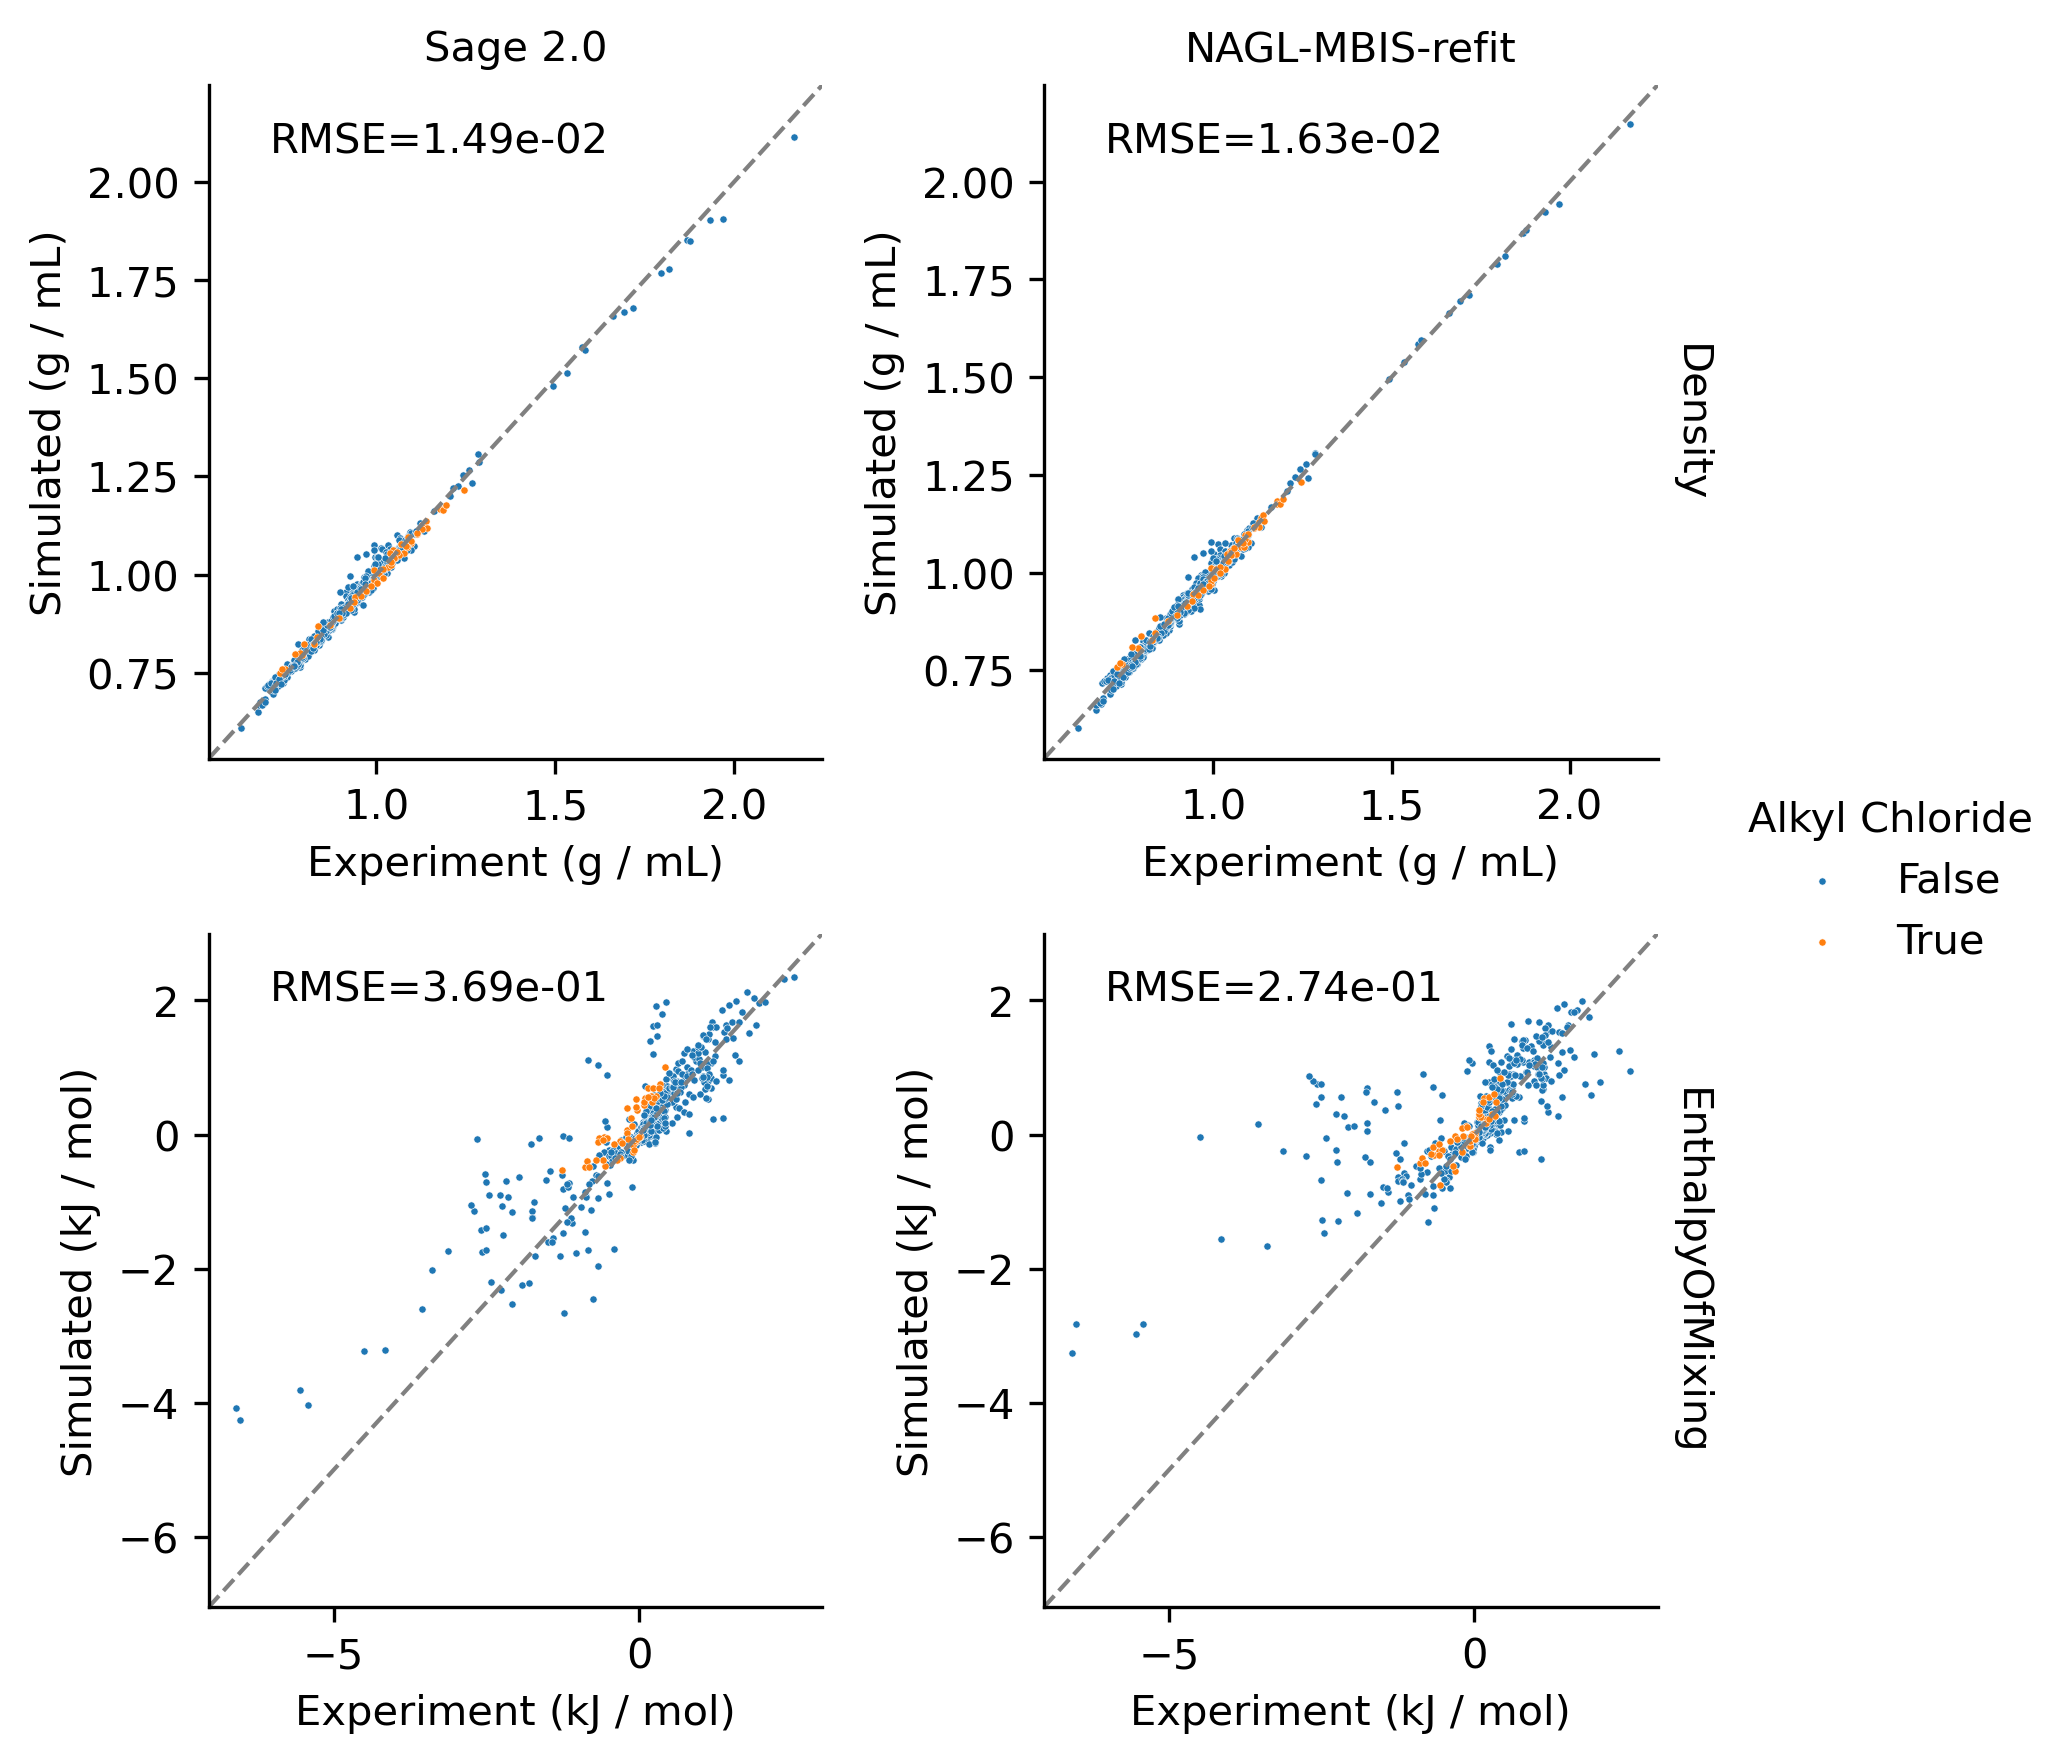 Sage 2.0
NAGL-MBIS-refit
RMSE=1.49e-02
RMSE=1.63e-02
2.00
1.75
1.50
1.25
1.00
0.75
Simulated (g / mL)
1.0
1.5
2.0
Experiment (g / mL)
2.00
1.75
1.50
1.25
1.00
0.75
Simulated (g / mL)
1.0
1.5
2.0
Experiment (g / mL)
Density
Alkyl Chloride
False
True
RMSE=3.69e-01
RMSE=2.74e-01
2
0
−2
−4
−6
Simulated (kJ / mol)
−5
0
Experiment (kJ / mol)
2
0
−2
−4
−6
Simulated (kJ / mol)
−5
0
Experiment (kJ / mol)
EnthalpyOfMixing